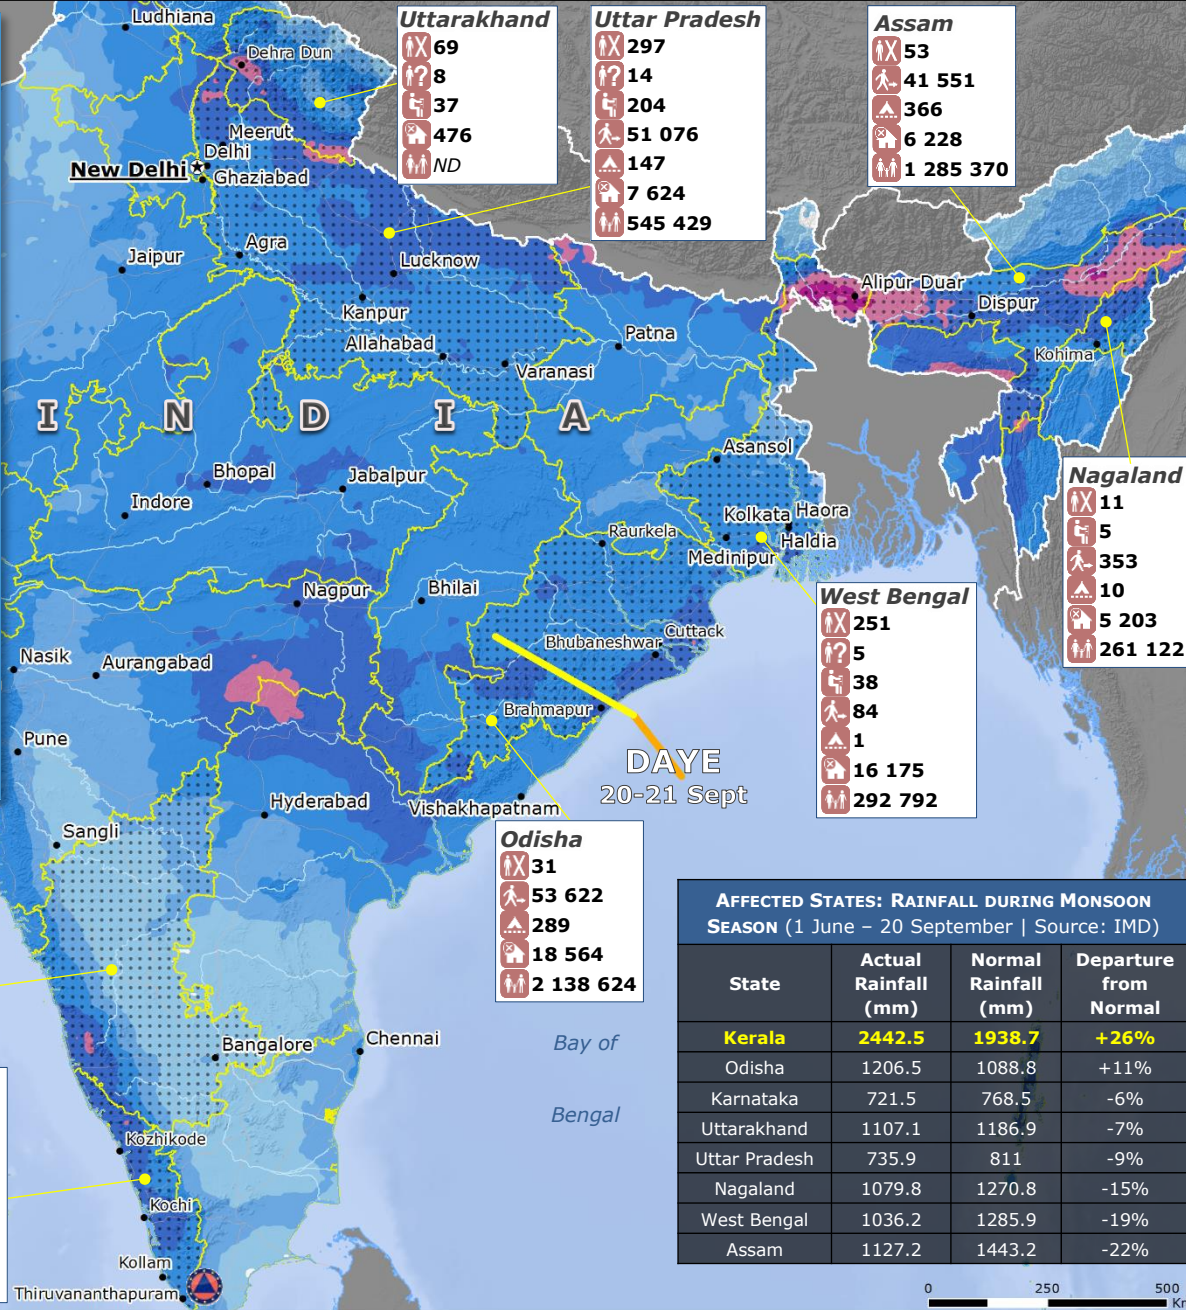 Ludhiana
Dehra Dun
Meerut
Delhi
New Delhi
Ghaziabad
Agra
Jaipur
Lucknow
Kanpur
Allahabad
Varanasi
Patna
Alipur Duar
Dispur
Kohima
I N D I A
Asansol
Bhopal
Jabalpur
Indore
Kolkata
Haora
Haldia
Medinipur
Raurkela
Nagpur
Bhilai
Bhubaneshwar
Cuttack
Nasik
Aurangabad
Brahmapur
Pune
Hyderabad
Vishakhapatnam
Sangli
Bangalore
Chennai
Kozhikode
Kochi
Kollam
Thiruvananthapuram
DAYE
20-21 Sept
Bay of
Bengal
Uttarakhand
69
8
37
476
ND
Uttar Pradesh
297
14
204
51 076
147
7 624
545 429
Assam
53
41 551
366
6 228
1 285 370
Nagaland
11
5
353
10
5 203
261 122
West Bengal
251
5
38
84
1
16 175
292 792
Odisha
31
53 622
289
18 564
2 138 624
AFFECTED STATES: RAINFALL DURING MONSOON
SEASON (1 June – 20 September | Source: IMD)
State Actual Rainfall (mm) Normal Rainfall (mm) Departure from Normal
Kerala 2442.5 1938.7 +26%
Odisha 1206.5 1088.8 +11%
Karnataka 721.5 768.5 -6%
Uttarakhand 1107.1 1186.9 -7%
Uttar Pradesh 735.9 811 -9%
Nagaland 1079.8 1270.8 -15%
West Bengal 1036.2 1285.9 -19%
Assam 1127.2 1443.2 -22%
0 250 500